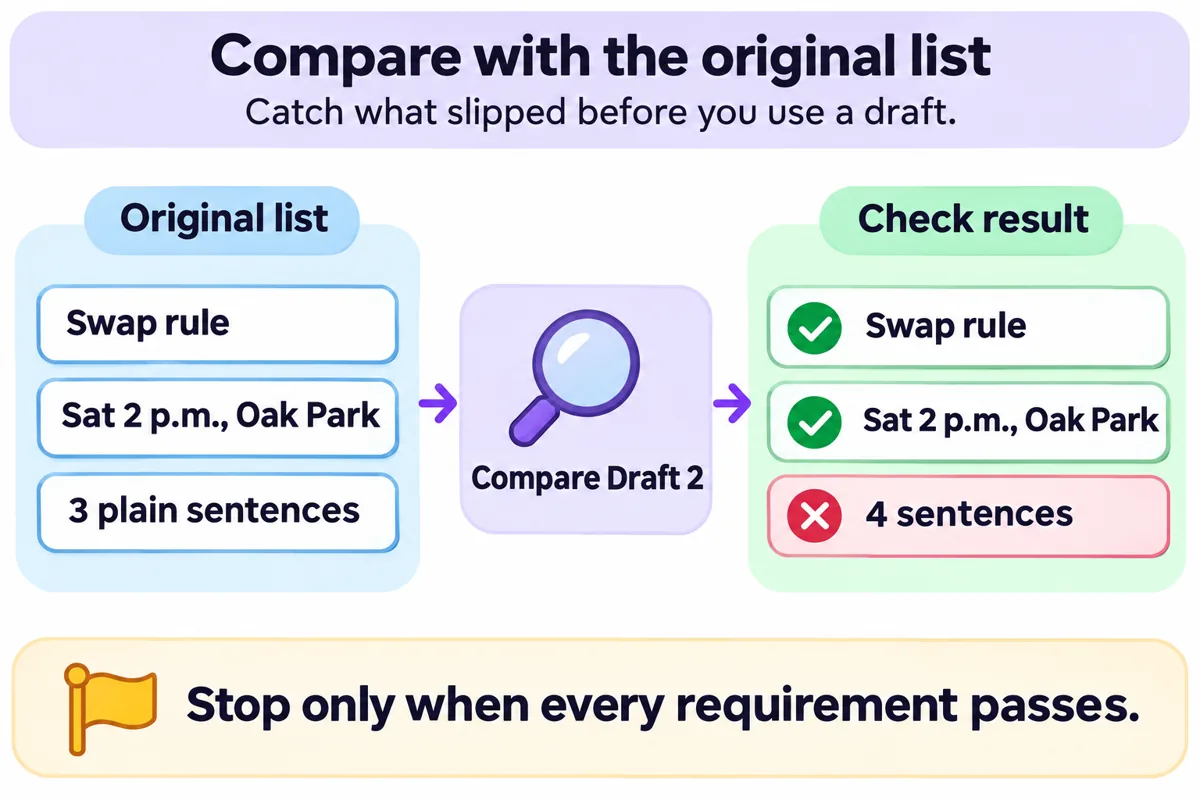 Compare with the original list
Catch what slipped before you use a draft.
Original list
Swap rule
Sat 2 p.m., Oak Park
3 plain sentences
Compare Draft 2
Check result
Swap rule
Sat 2 p.m., Oak Park
4 sentences
Stop only when every requirement passes.